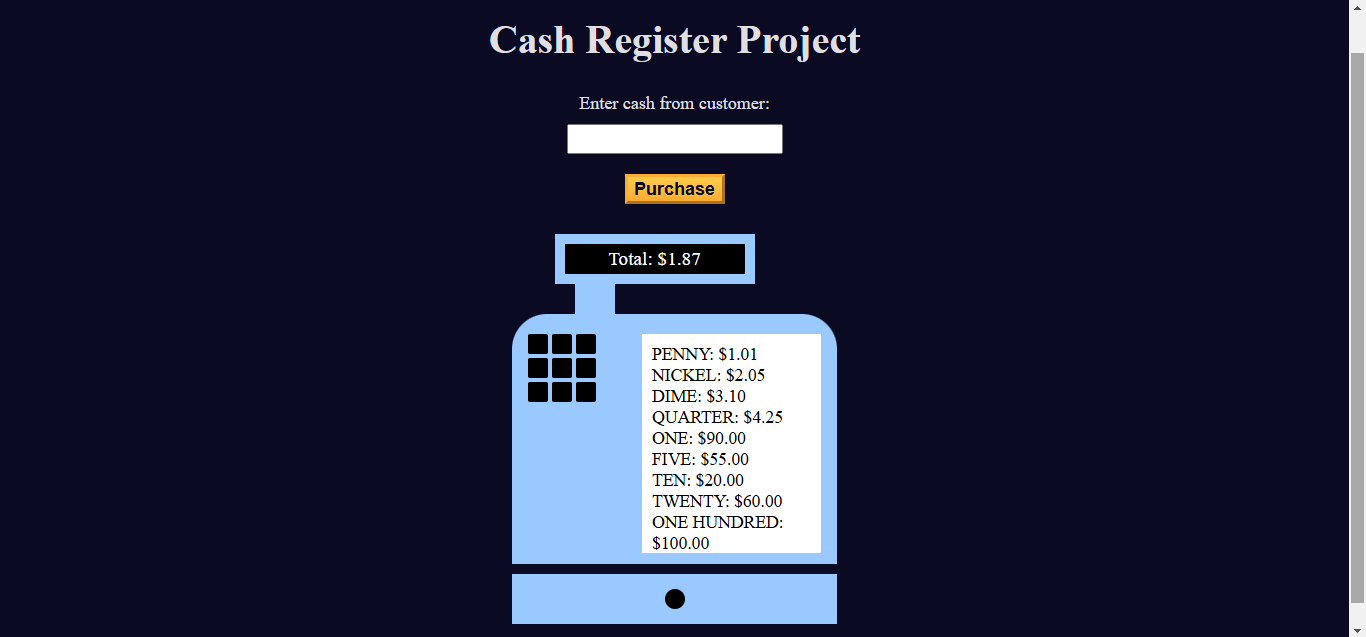 Cash Register Project
Enter cash from customer:
Purchase
Total: $1.87
PENNY: $1.01
NICKEL: $2.05
DIME: $3.10
QUARTER: $4.25
ONE: $90.00
FIVE: $55.00
TEN: $20.00
TWENTY: $60.00
ONE HUNDRED:
$100.00